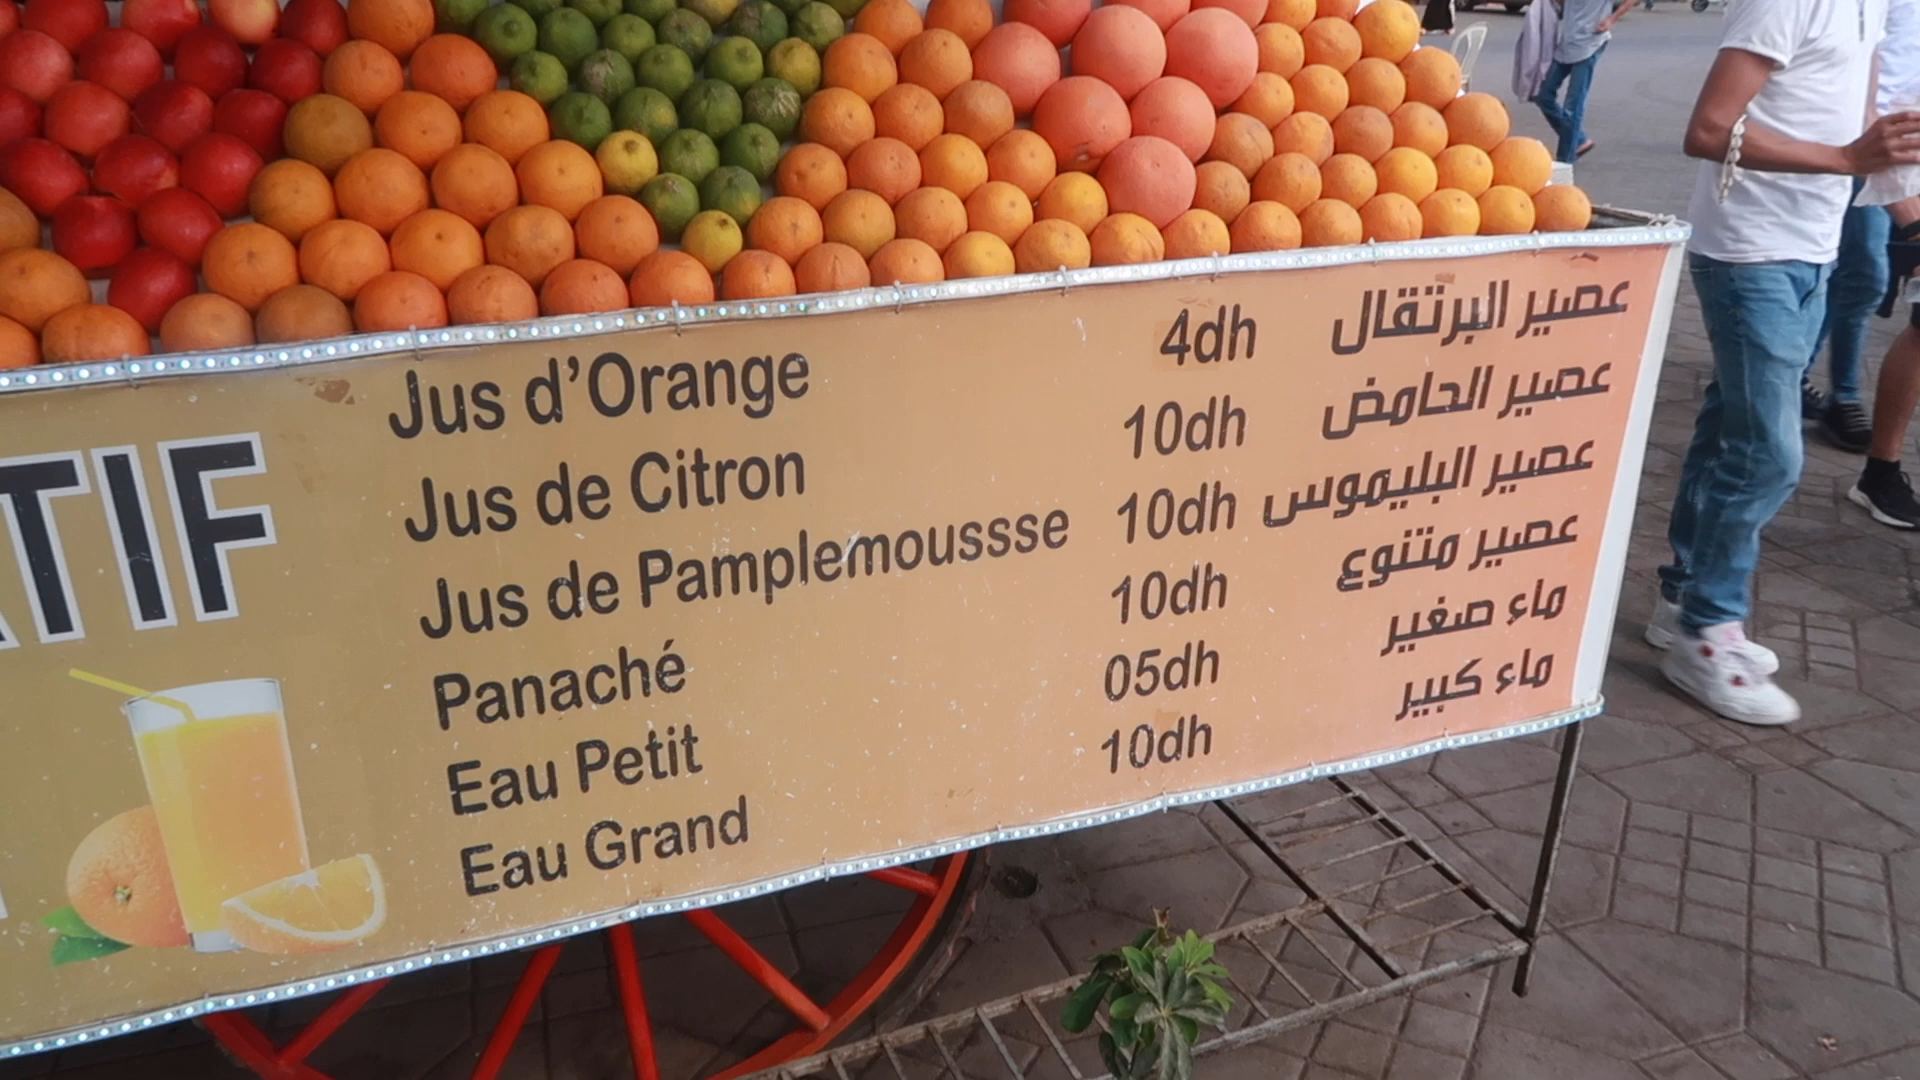 ATIF
Jus d'Orange 4dh عصير البرتقال
Jus de Citron 10dh عصير الحامض
Jus de Pamplemoussse 10dh عصير البليموس
Panaché 10dh عصير متنوع
Eau Petit 05dh ماء صغير
Eau Grand 10dh ماء كبير